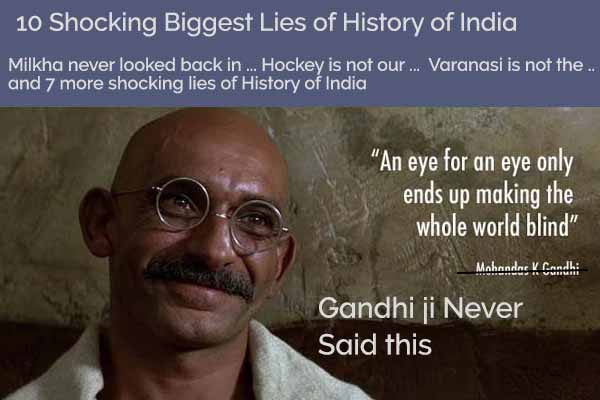 10 Shocking Biggest Lies of History of India
Milkha never looked back in ... Hockey is not our ... Varanasi is not the ..
and 7 more shocking lies of History of India
“An eye for an eye only
ends up making the
whole world blind”
Mohandas K Gandhi
Gandhi ji Never
Said this